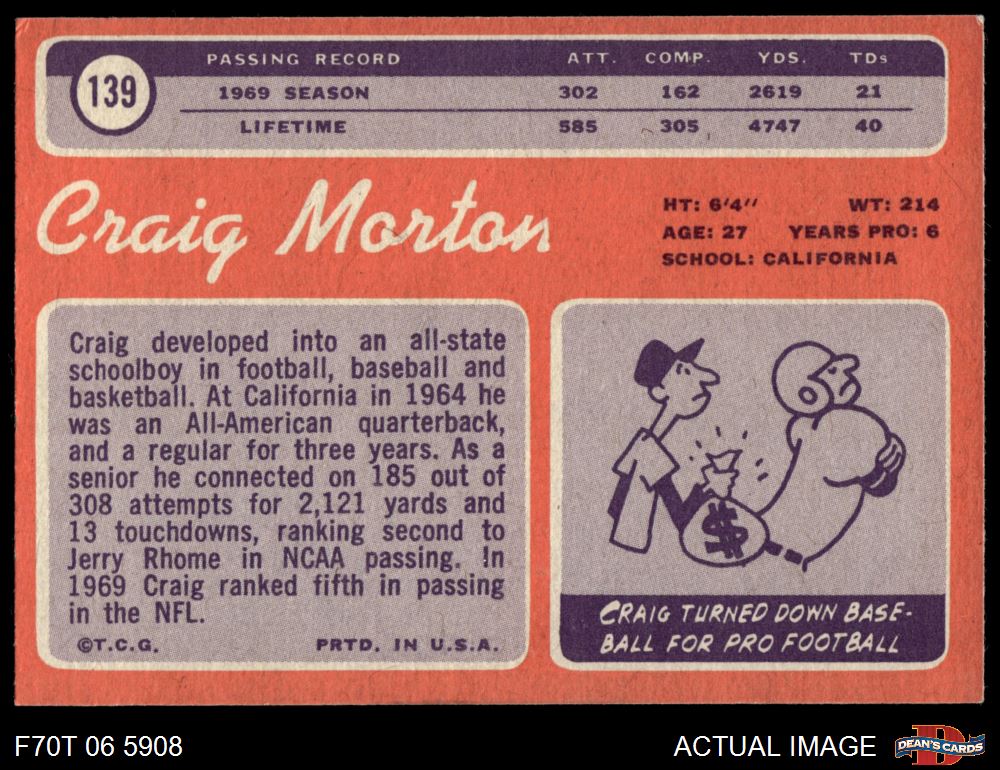 139
PASSING RECORD ATT. COMP. YDS. TDs
1969 SEASON 302 162 2619 21
LIFETIME 585 305 4747 40
Craig Morton
HT: 6'4'' WT: 214
AGE: 27 YEARS PRO: 6
SCHOOL: CALIFORNIA
Craig developed into an all-state
schoolboy in football, baseball and
basketball. At California in 1964 he
was an All-American quarterback,
and a regular for three years. As a
senior he connected on 185 out of
308 attempts for 2,121 yards and
13 touchdowns, ranking second to
Jerry Rhome in NCAA passing. In
1969 Craig ranked fifth in passing
in the NFL.
©T.C.G. PRTD. IN U.S.A.
$
CRAIG TURNED DOWN BASE-
BALL FOR PRO FOOTBALL
F70T 06 5908
ACTUAL IMAGE
D
DEAN'S CARDS